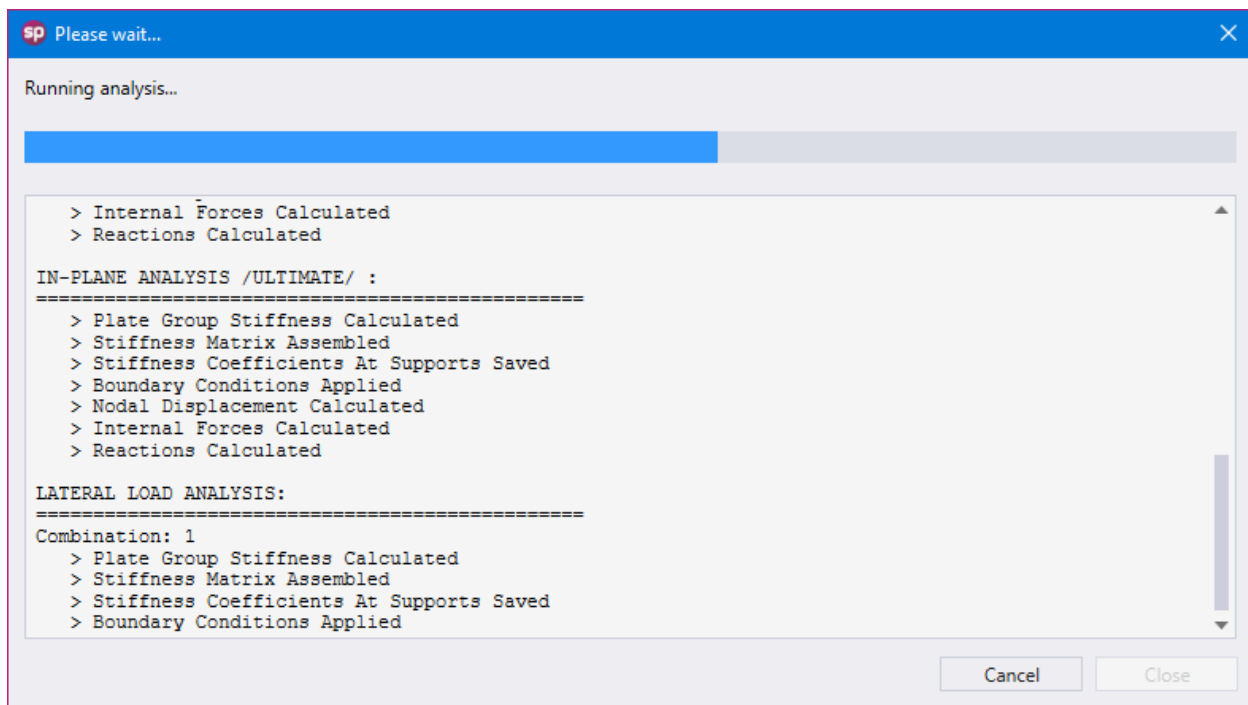 sp Please wait...
Running analysis...
> Internal Forces Calculated
> Reactions Calculated
IN-PLANE ANALYSIS /ULTIMATE/ :
================================================
> Plate Group Stiffness Calculated
> Stiffness Matrix Assembled
> Stiffness Coefficients At Supports Saved
> Boundary Conditions Applied
> Nodal Displacement Calculated
> Internal Forces Calculated
> Reactions Calculated
LATERAL LOAD ANALYSIS:
================================================
Combination: 1
> Plate Group Stiffness Calculated
> Stiffness Matrix Assembled
> Stiffness Coefficients At Supports Saved
> Boundary Conditions Applied
Cancel Close